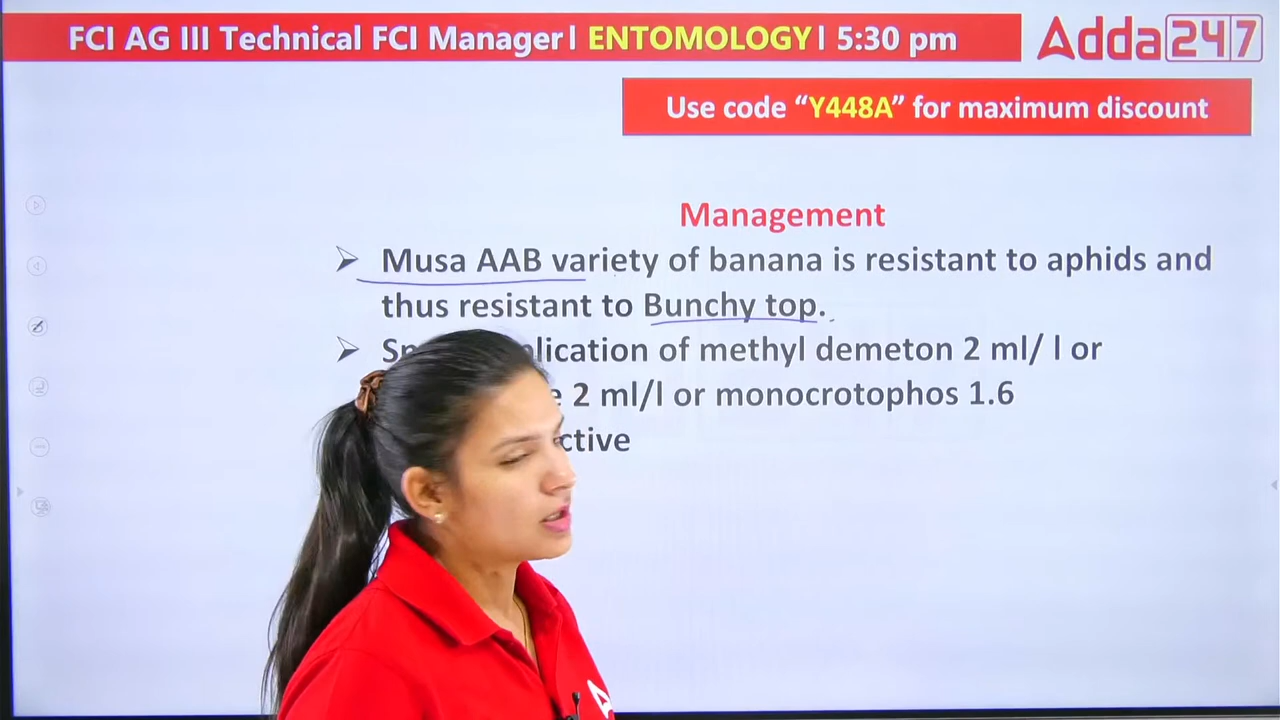 FCI AG III Technical FCI Manager| ENTOMOLOGY| 5:30 pm
Adda247
Use code “Y448A” for maximum discount
Management
➢ Musa AAB variety of banana is resistant to aphids and
thus resistant to Bunchy top.
➢ of methyl demeton 2 ml/ l or
2 ml/l or monocrotophos 1.6